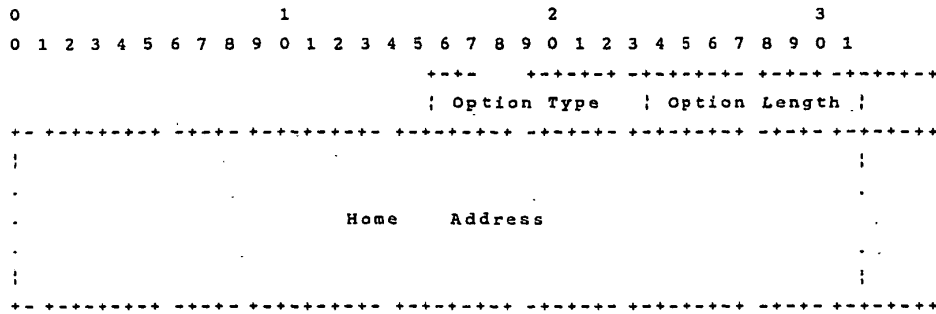 0 1 2 3
0 1 2 3 4 5 6 7 8 9 0 1 2 3 4 5 6 7 8 9 0 1 2 3 4 5 6 7 8 9 0 1
+-+- +-+-+-+ -+-+-+-+- +-+-+ -+-+-+-+
¦ Option Type ¦ Option Length ¦
+- +-+-+-+-+ -+-+- +-+-+-+-+- +-+-+-+-+ -+-+-+ -+-+-+-+- -+-+-+ -+-+-+-++
¦ ¦
. .
. Home Address .
. .
¦ ¦
+-+-+-+-+-+ -+-+- +-+-+-+-+- +-+-+-+-+ -+-+-+ -+-+-+-+- -+-+-+ -+-+-+-++